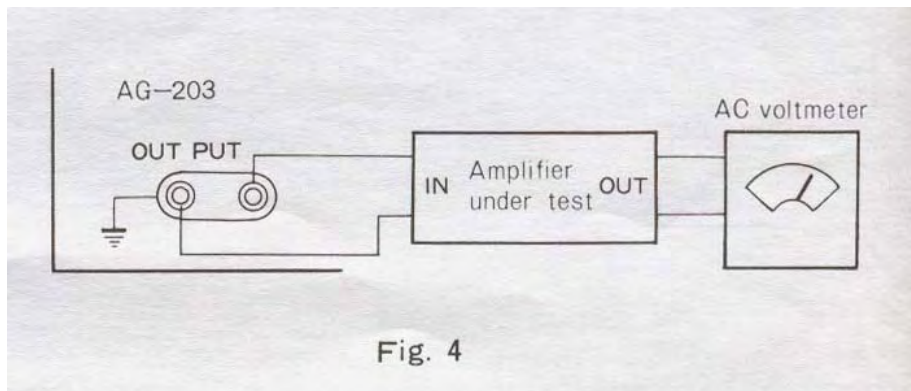 AG-203
AC voltmeter
OUT PUT
IN
Amplifier
under test
OUT
Fig. 4